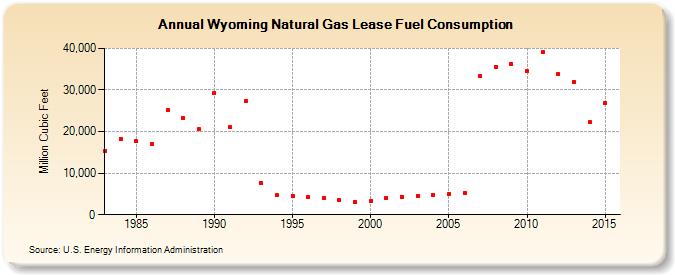 Annual Wyoming Natural Gas Lease Fuel Consumption
Million Cubic Feet
40,000
30,000
20,000
10,000
0
1985 1990 1995 2000 2005 2010 2015
Source: U.S. Energy Information Administration